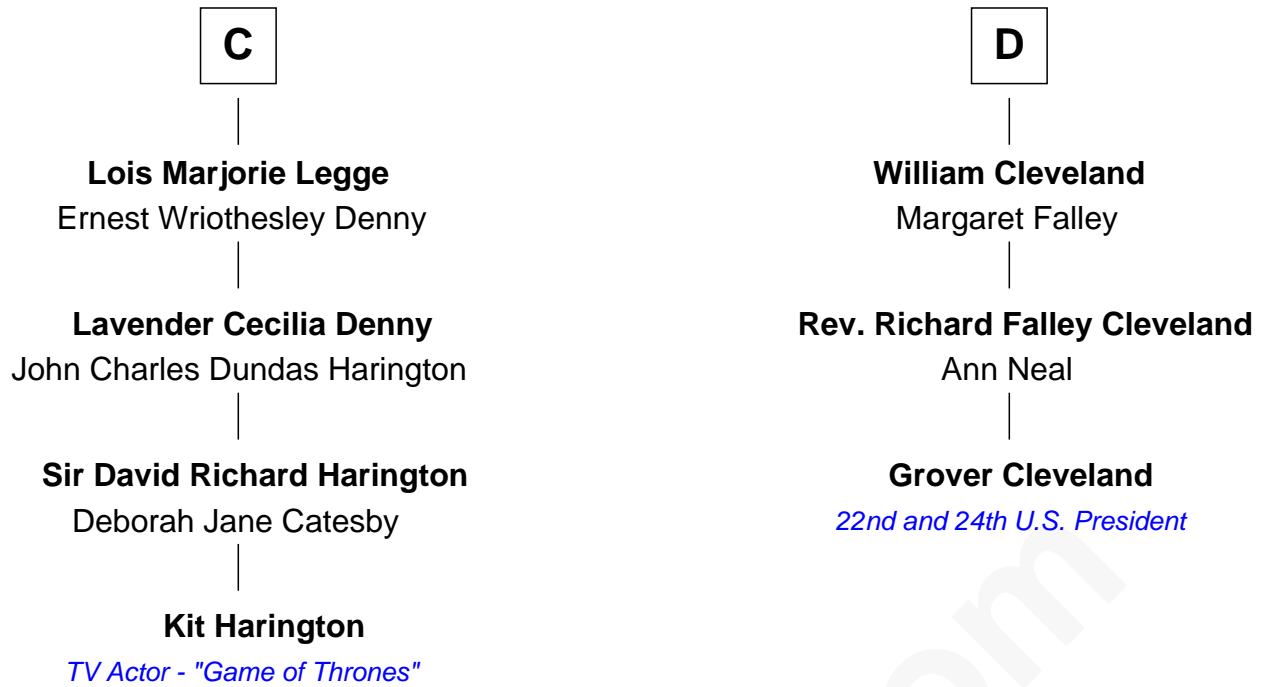 C
Lois Marjorie Legge
Ernest Wriothesley Denny
Lavender Cecilia Denny
John Charles Dundas Harington
Sir David Richard Harington
Deborah Jane Catesby
Kit Harington
TV Actor - "Game of Thrones"
D
William Cleveland
Margaret Falley
Rev. Richard Falley Cleveland
Ann Neal
Grover Cleveland
22nd and 24th U.S. President
om